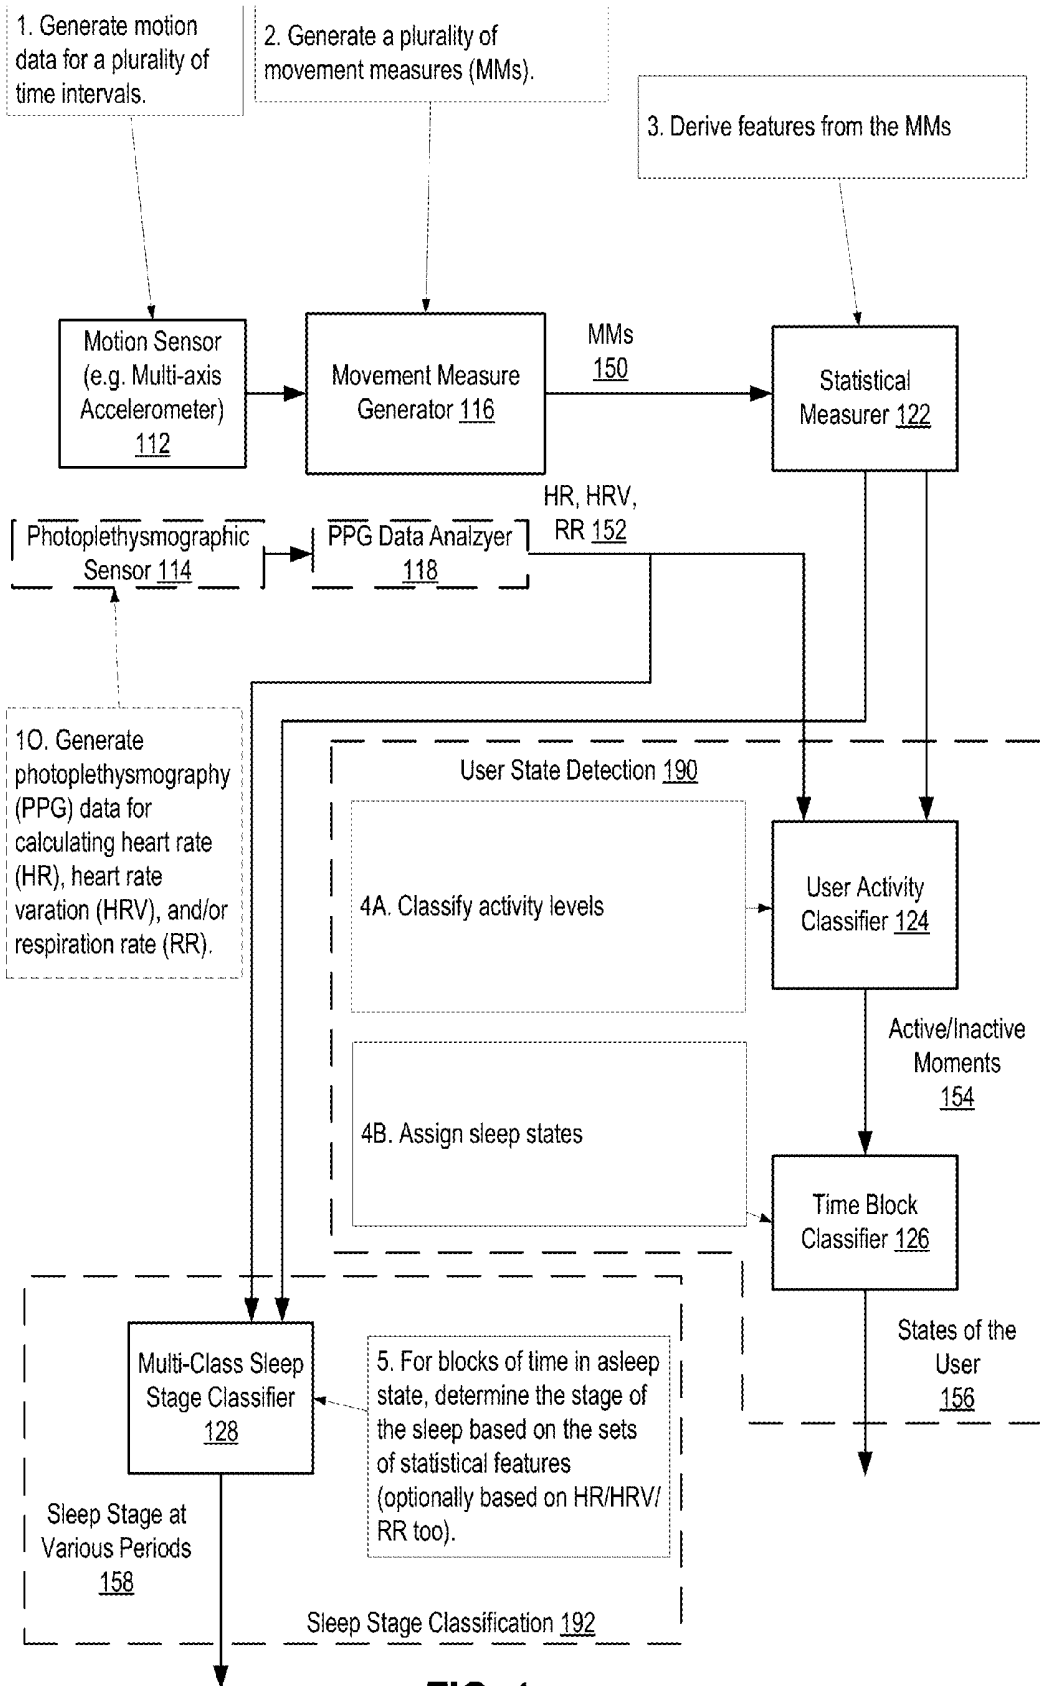 1. Generate motion
data for a plurality of
time intervals.
2. Generate a plurality of
movement measures (MMs).
3. Derive features from the MMs
Motion Sensor
(e.g. Multi-axis
Accelerometer)
112
Movement Measure
Generator 116
MMs
150
Statistical
Measurer 122
HR, HRV,
RR 152
Photoplethysmographic
Sensor 114
PPG Data Analzyer
118
1O. Generate
photoplethysmography
(PPG) data for
calculating heart rate
(HR), heart rate
varation (HRV), and/or
respiration rate (RR).
User State Detection 190
4A. Classify activity levels
User Activity
Classifier 124
Active/Inactive
Moments
154
4B. Assign sleep states
Time Block
Classifier 126
States of the
User
156
Multi-Class Sleep
Stage Classifier
128
5. For blocks of time in asleep
state, determine the stage of
the sleep based on the sets
of statistical features
(optionally based on HR/HRV/
RR too).
Sleep Stage at
Various Periods
158
Sleep Stage Classification 192